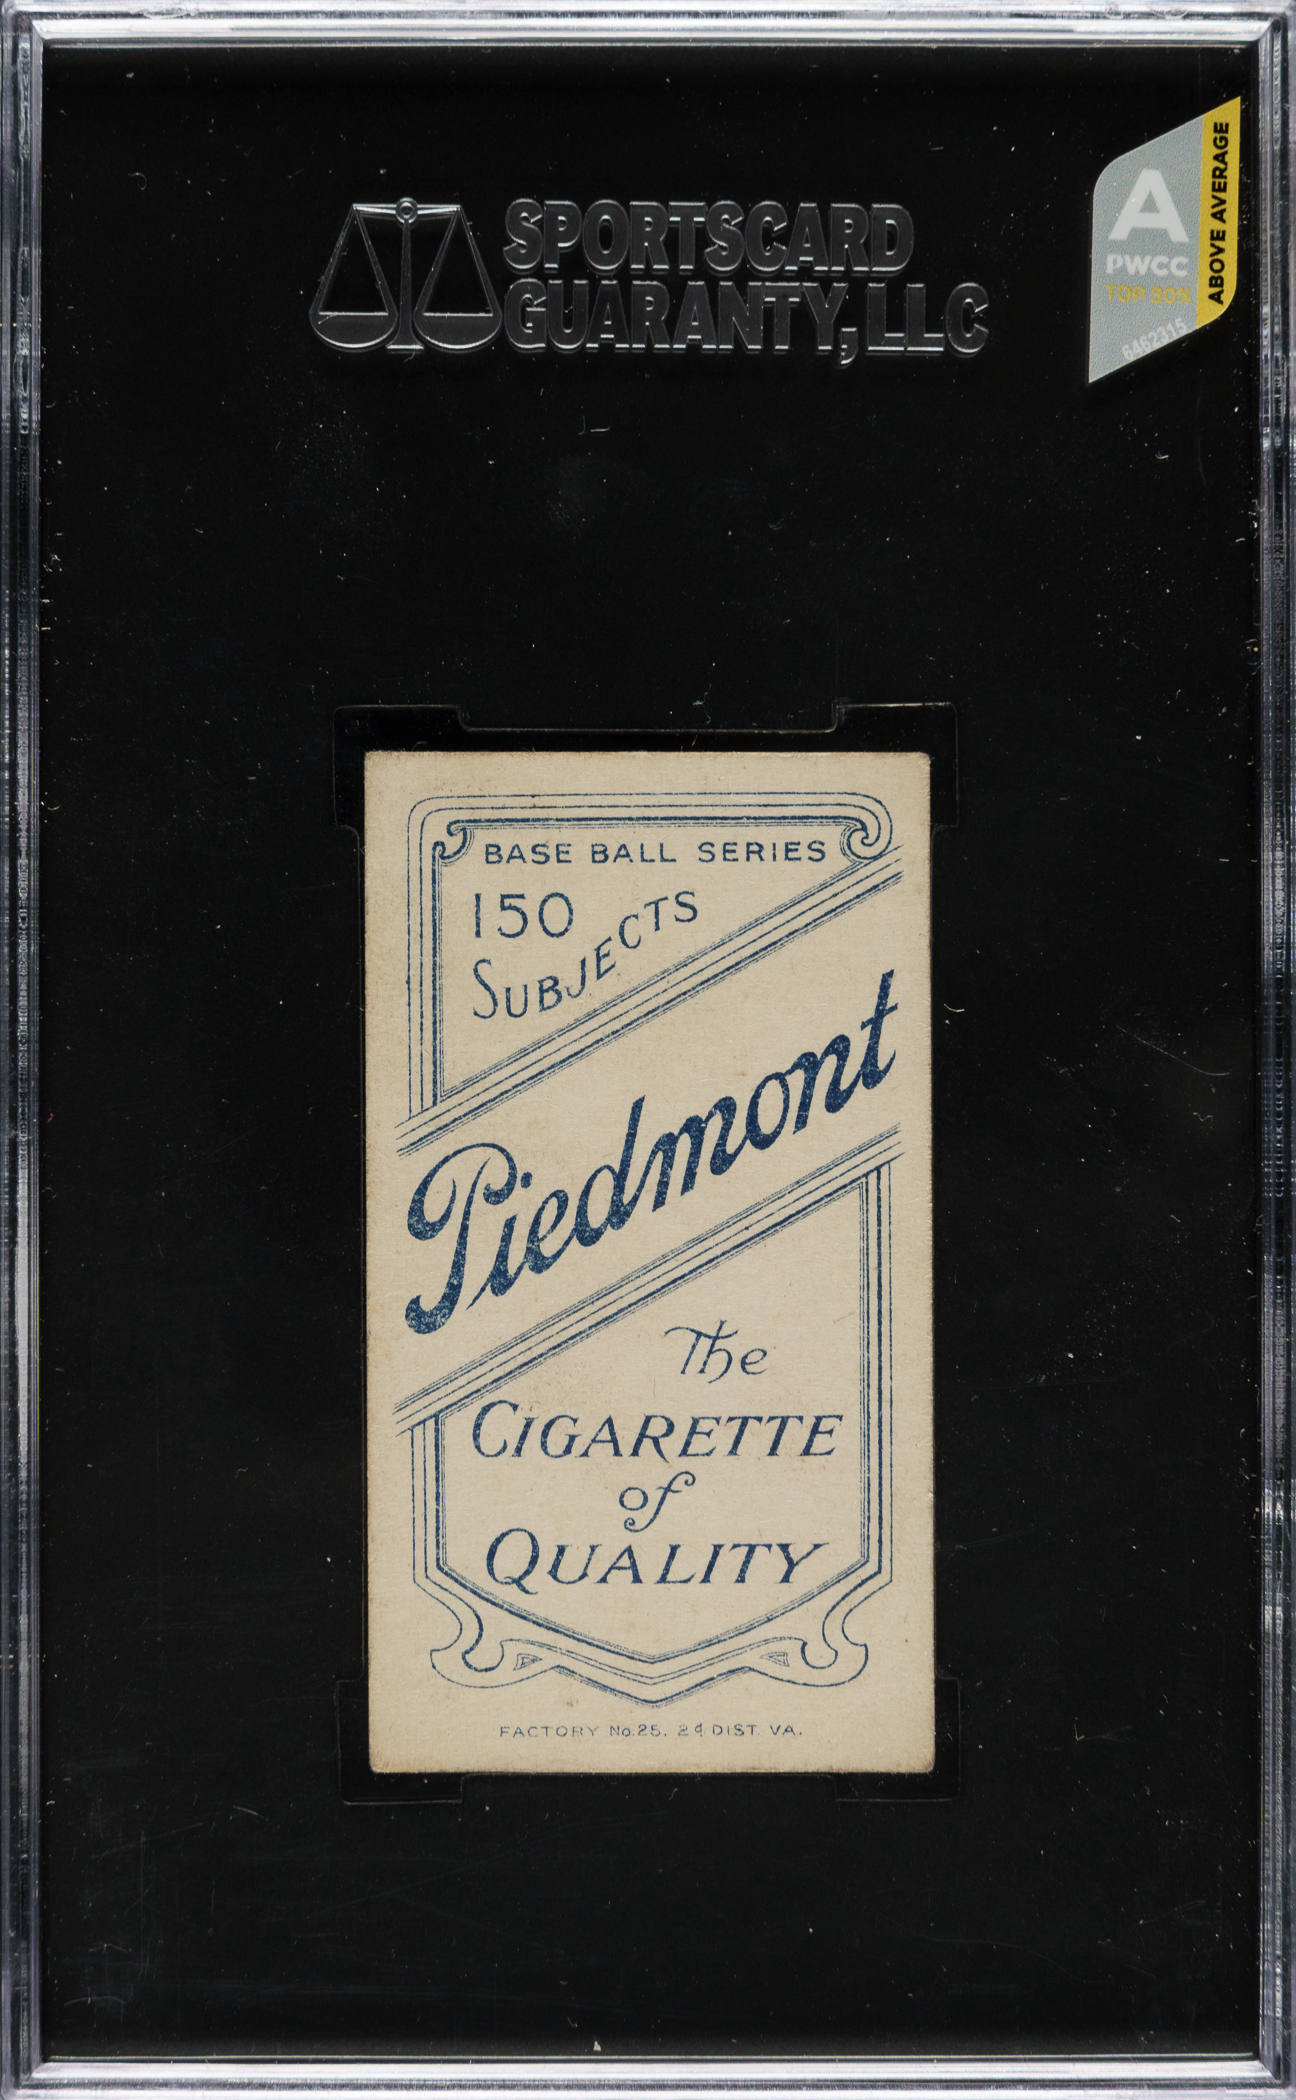 SPORTSCARD
GUARANTY, LLC
A
PWCC
TOP 30%
6462315
ABOVE AVERAGE
BASE BALL SERIES
150
SUBJECTS
Piedmont
The
CIGARETTE
of
QUALITY
FACTORY No. 25. 2d DIST. VA.